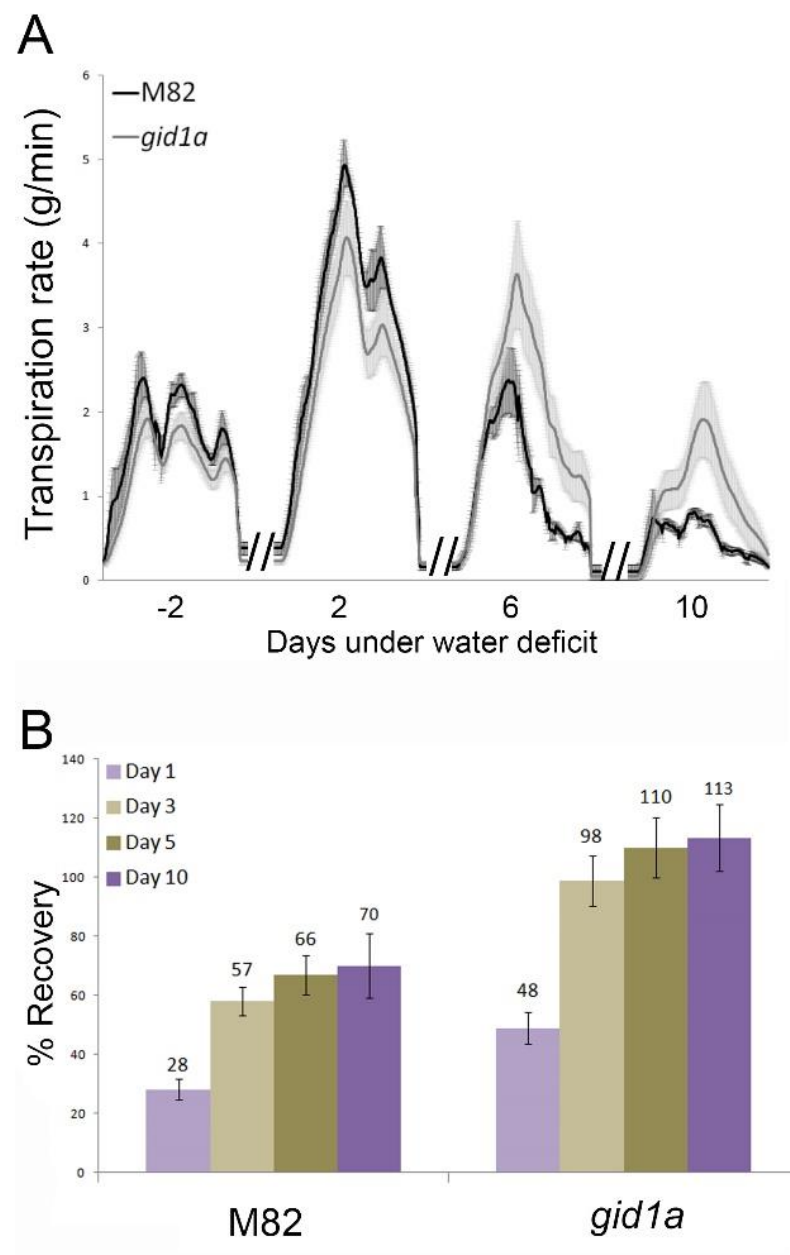 A
6
M82
gid1a
5
4
3
2
1
0
Transpiration rate (g/min)
// // //
-2 2 6 10
Days under water deficit
B
140
Day 1
Day 3
Day 5
Day 10
120
100
80
60
40
20
0
% Recovery
28 57 66 70 48 98 110 113
M82 gid1a